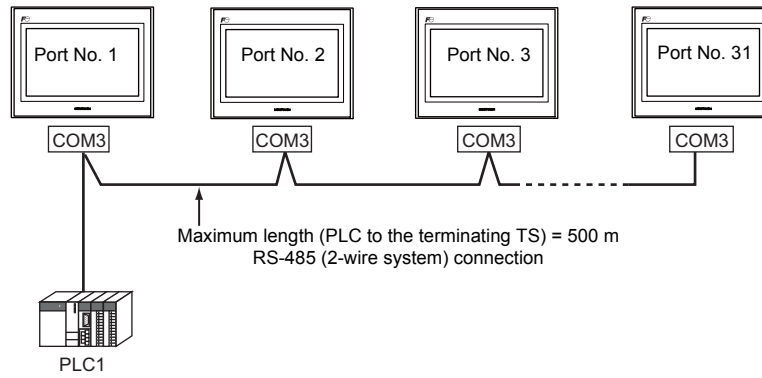 Port No. 1
Port No. 2
Port No. 3
Port No. 31
COM3
COM3
COM3
COM3
Maximum length (PLC to the terminating TS) = 500 m
RS-485 (2-wire system) connection
PLC1